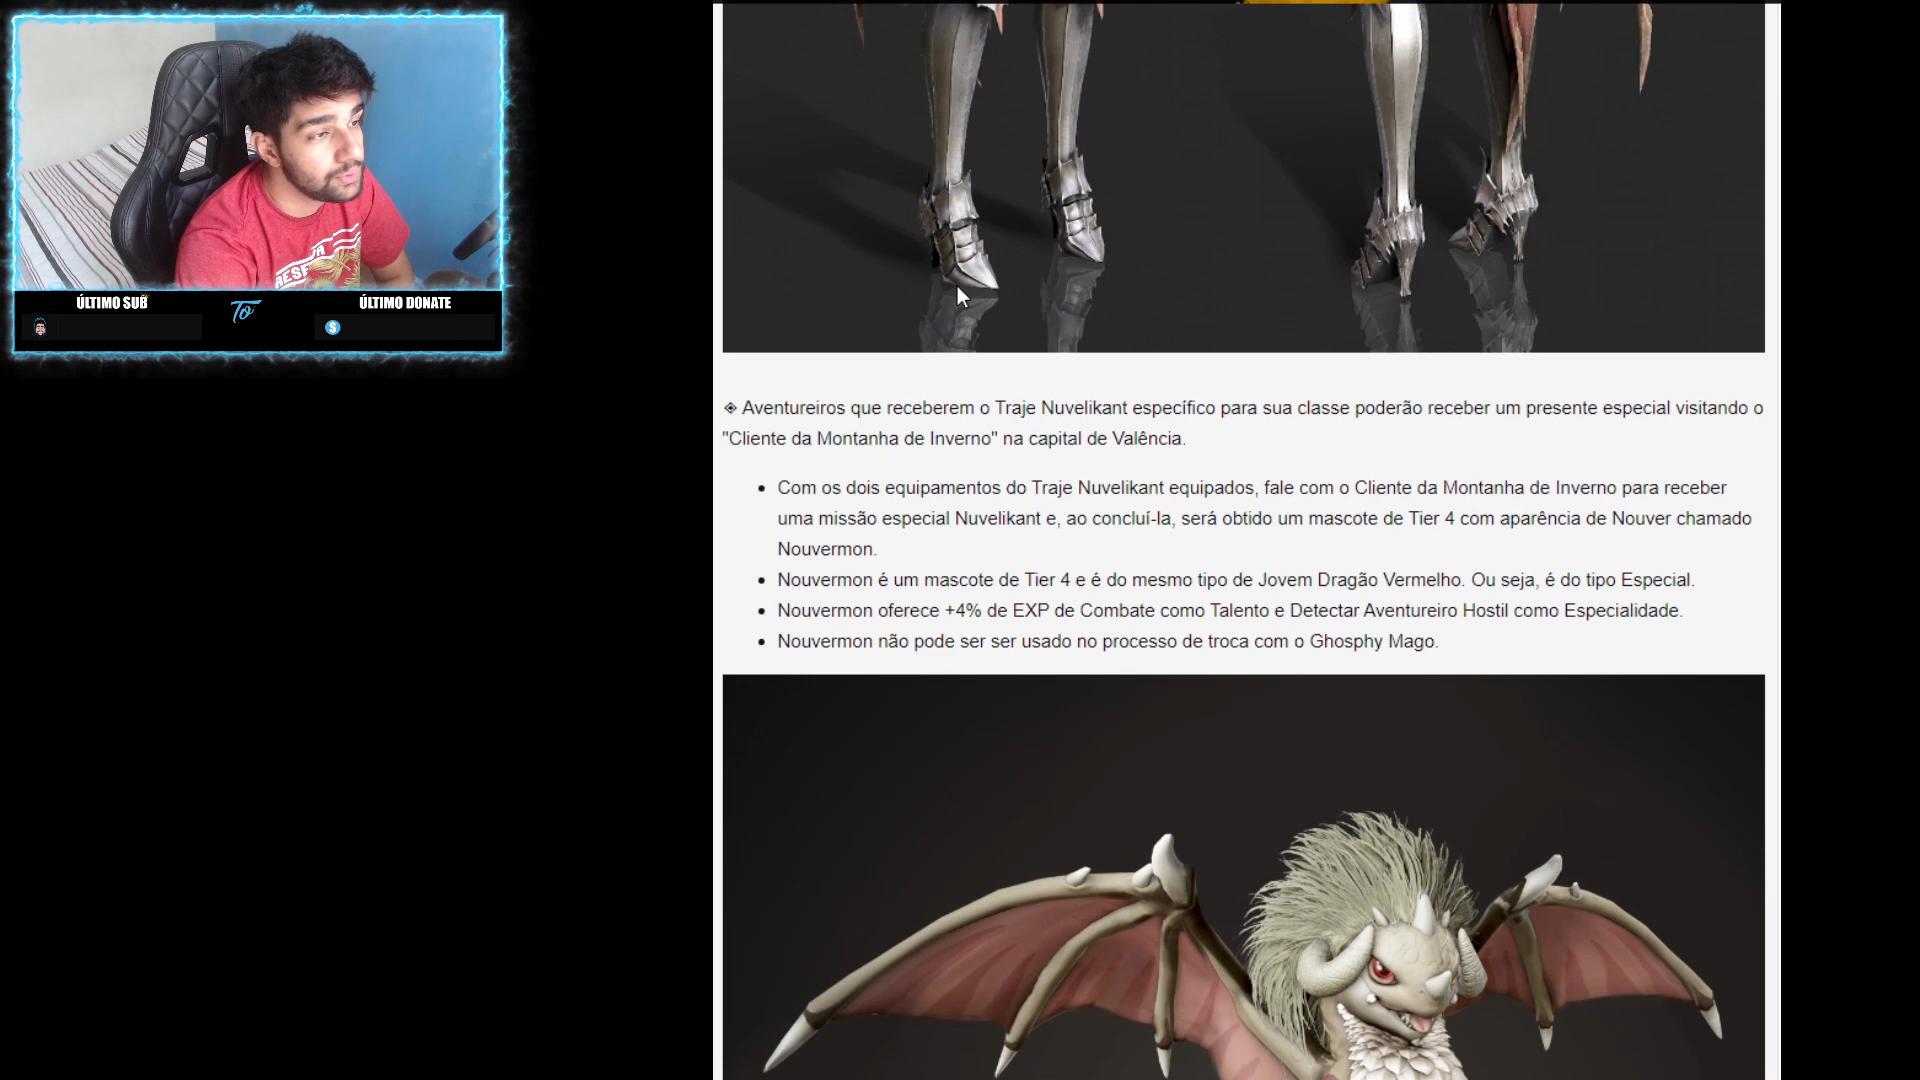 RESE
ÚLTIMO SUB
To
ÚLTIMO DONATE
$
◈ Aventureiros que receberem o Traje Nuvelikant específico para sua classe poderão receber um presente especial visitando o
"Cliente da Montanha de Inverno" na capital de Valência.
• Com os dois equipamentos do Traje Nuvelikant equipados, fale com o Cliente da Montanha de Inverno para receber
uma missão especial Nuvelikant e, ao concluí-la, será obtido um mascote de Tier 4 com aparência de Nouver chamado
Nouvermon.
• Nouvermon é um mascote de Tier 4 e é do mesmo tipo de Jovem Dragão Vermelho. Ou seja, é do tipo Especial.
• Nouvermon oferece +4% de EXP de Combate como Talento e Detectar Aventureiro Hostil como Especialidade.
• Nouvermon não pode ser ser usado no processo de troca com o Ghosphy Mago.